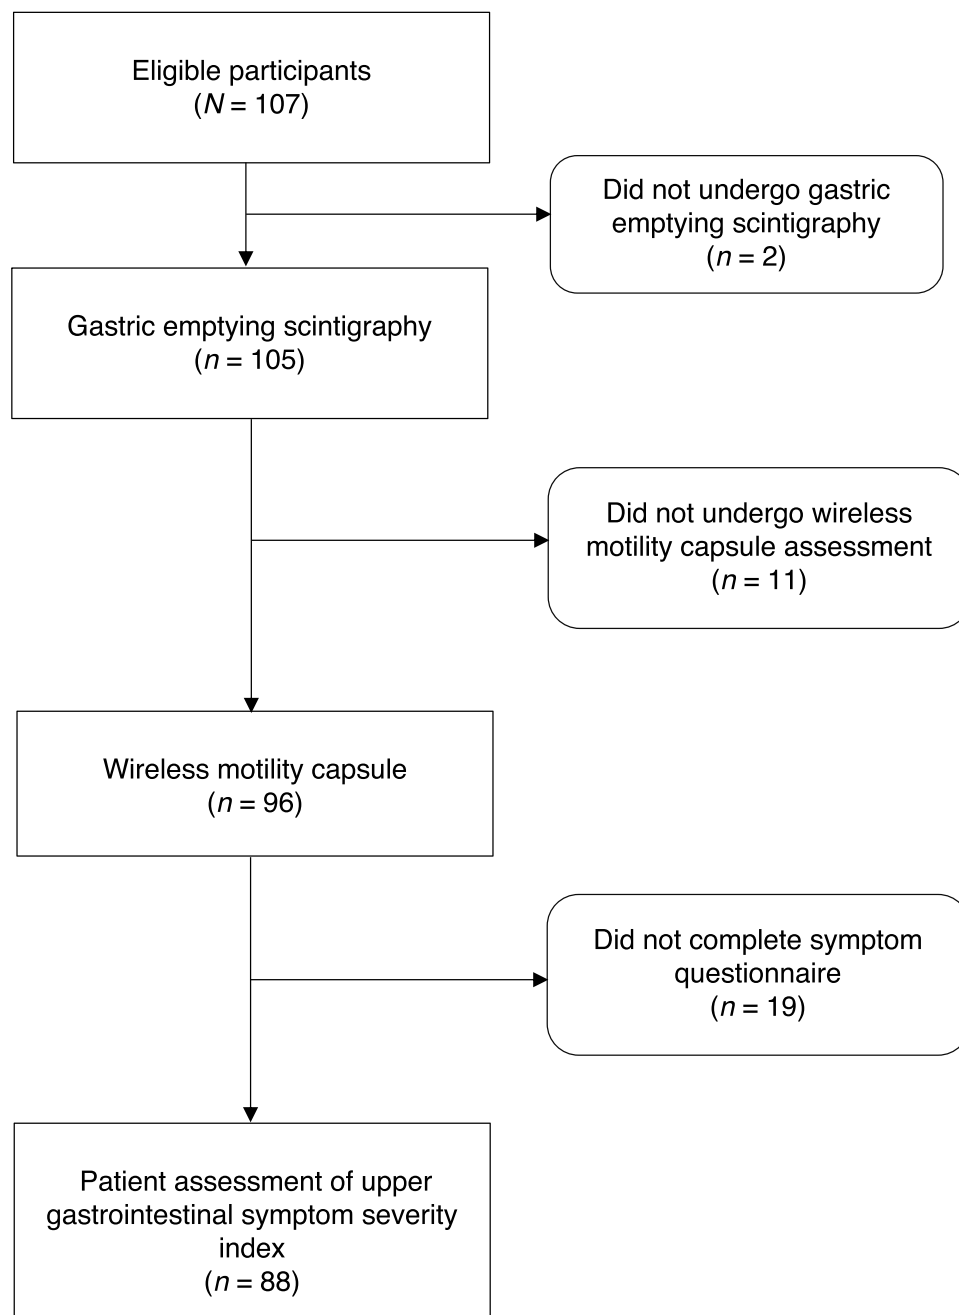 Eligible participants
(N = 107)
Did not undergo gastric
emptying scintigraphy
(n = 2)
Gastric emptying scintigraphy
(n = 105)
Did not undergo wireless
motility capsule assessment
(n = 11)
Wireless motility capsule
(n = 96)
Did not complete symptom
questionnaire
(n = 19)
Patient assessment of upper
gastrointestinal symptom severity
index
(n = 88)